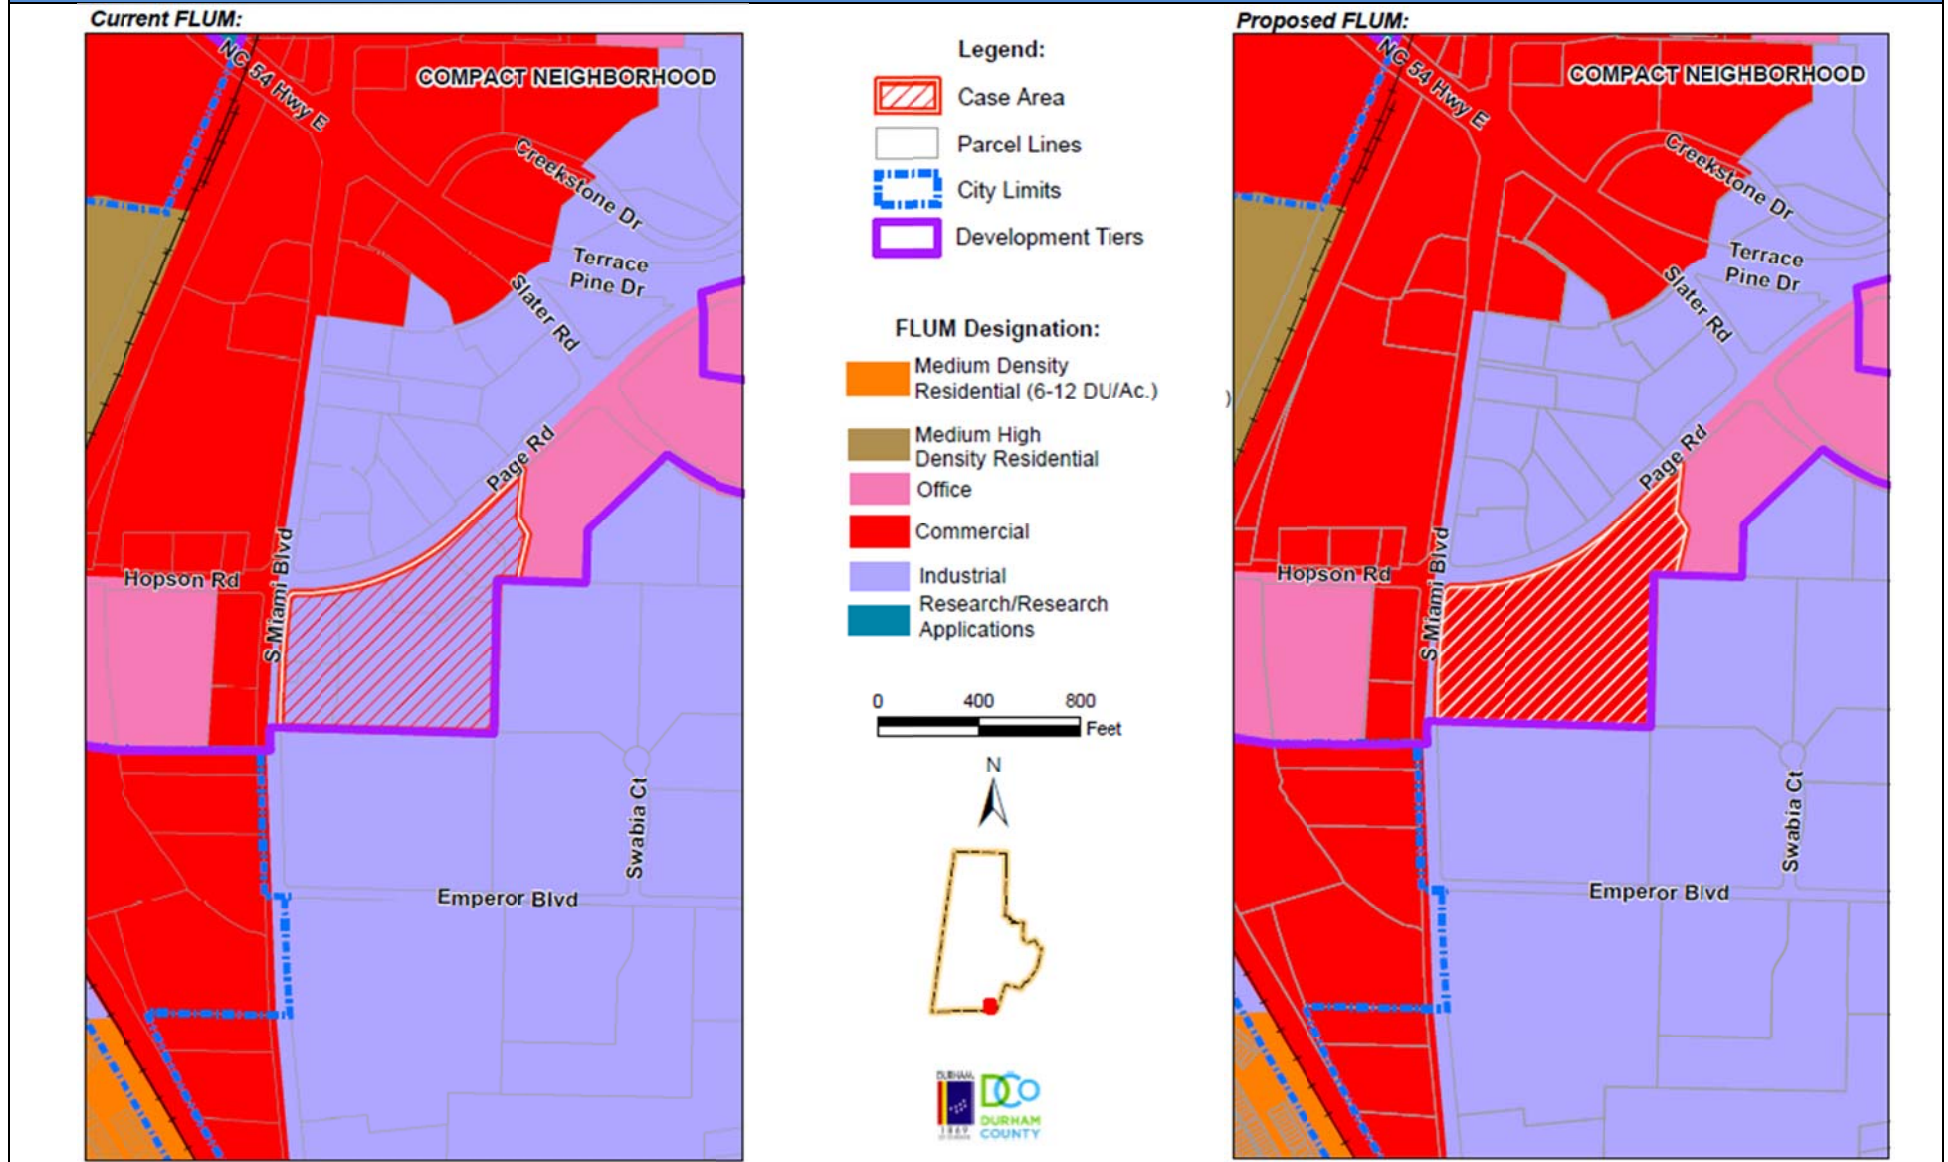 Current FLUM:
NC 54 Hwy E
COMPACT NEIGHBORHOOD
Creekstone Dr
Terrace
Pine Dr
Slater Rd
Page Rd
Hopson Rd
S Miami Blvd
Swabia Ct
Emperor Blvd
Legend:
Case Area
Parcel Lines
City Limits
Development Tiers
FLUM Designation:
Medium Density
Residential (6-12 DU/Ac.)
Medium High
Density Residential
Office
Commercial
Industrial
Research/Research
Applications
0 400 800
Feet
N
DURHAM
1869
DCo
DURHAM
COUNTY
Proposed FLUM:
NC 54 Hwy E
COMPACT NEIGHBORHOOD
Creekstone Dr
Terrace
Pine Dr
Slater Rd
)
Page Rd
Hopson Rd
S Miami Blvd
Swabia Ct
Emperor Blvd